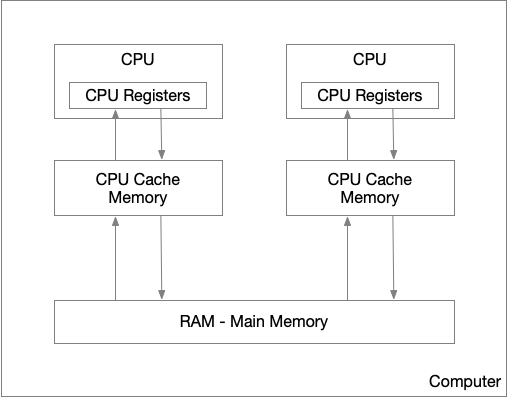 CPU
CPU Registers
CPU Cache
Memory
CPU
CPU Registers
CPU Cache
Memory
RAM - Main Memory
Computer